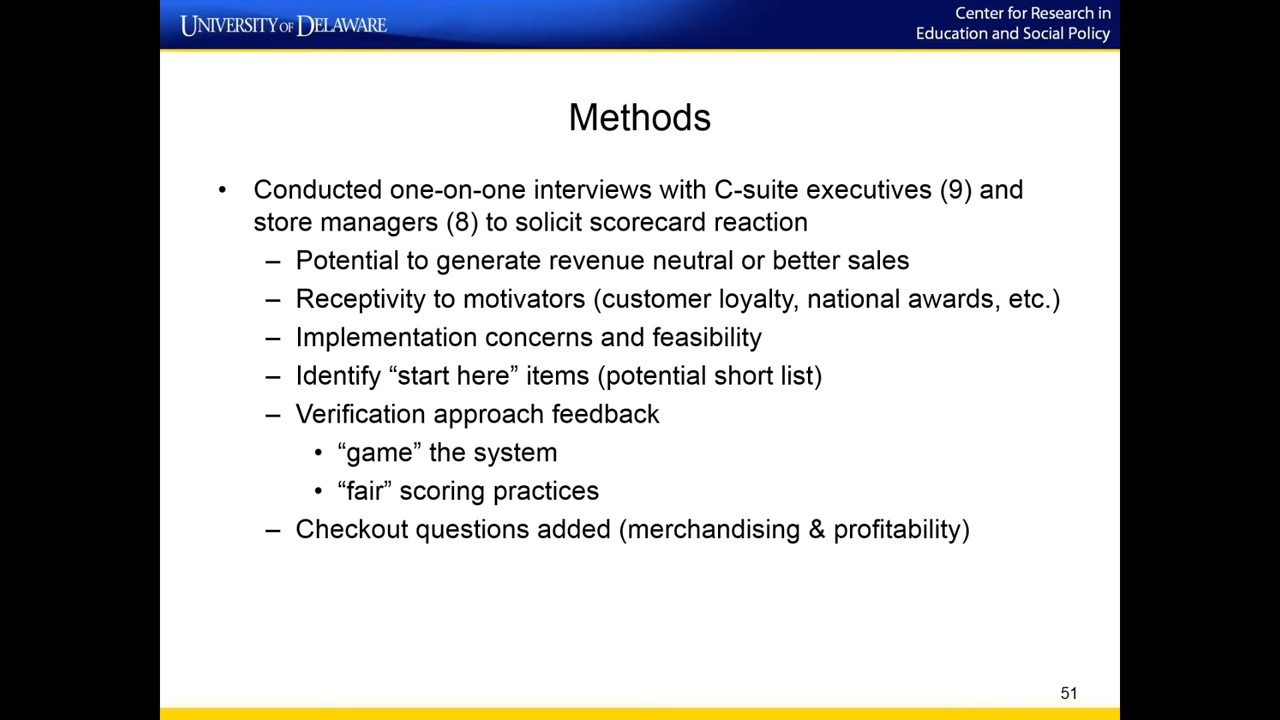 UNIVERSITY OF DELAWARE
Center for Research in
Education and Social Policy
Methods
• Conducted one-on-one interviews with C-suite executives (9) and
store managers (8) to solicit scorecard reaction
– Potential to generate revenue neutral or better sales
– Receptivity to motivators (customer loyalty, national awards, etc.)
– Implementation concerns and feasibility
– Identify “start here” items (potential short list)
– Verification approach feedback
• “game” the system
• “fair” scoring practices
– Checkout questions added (merchandising & profitability)
51